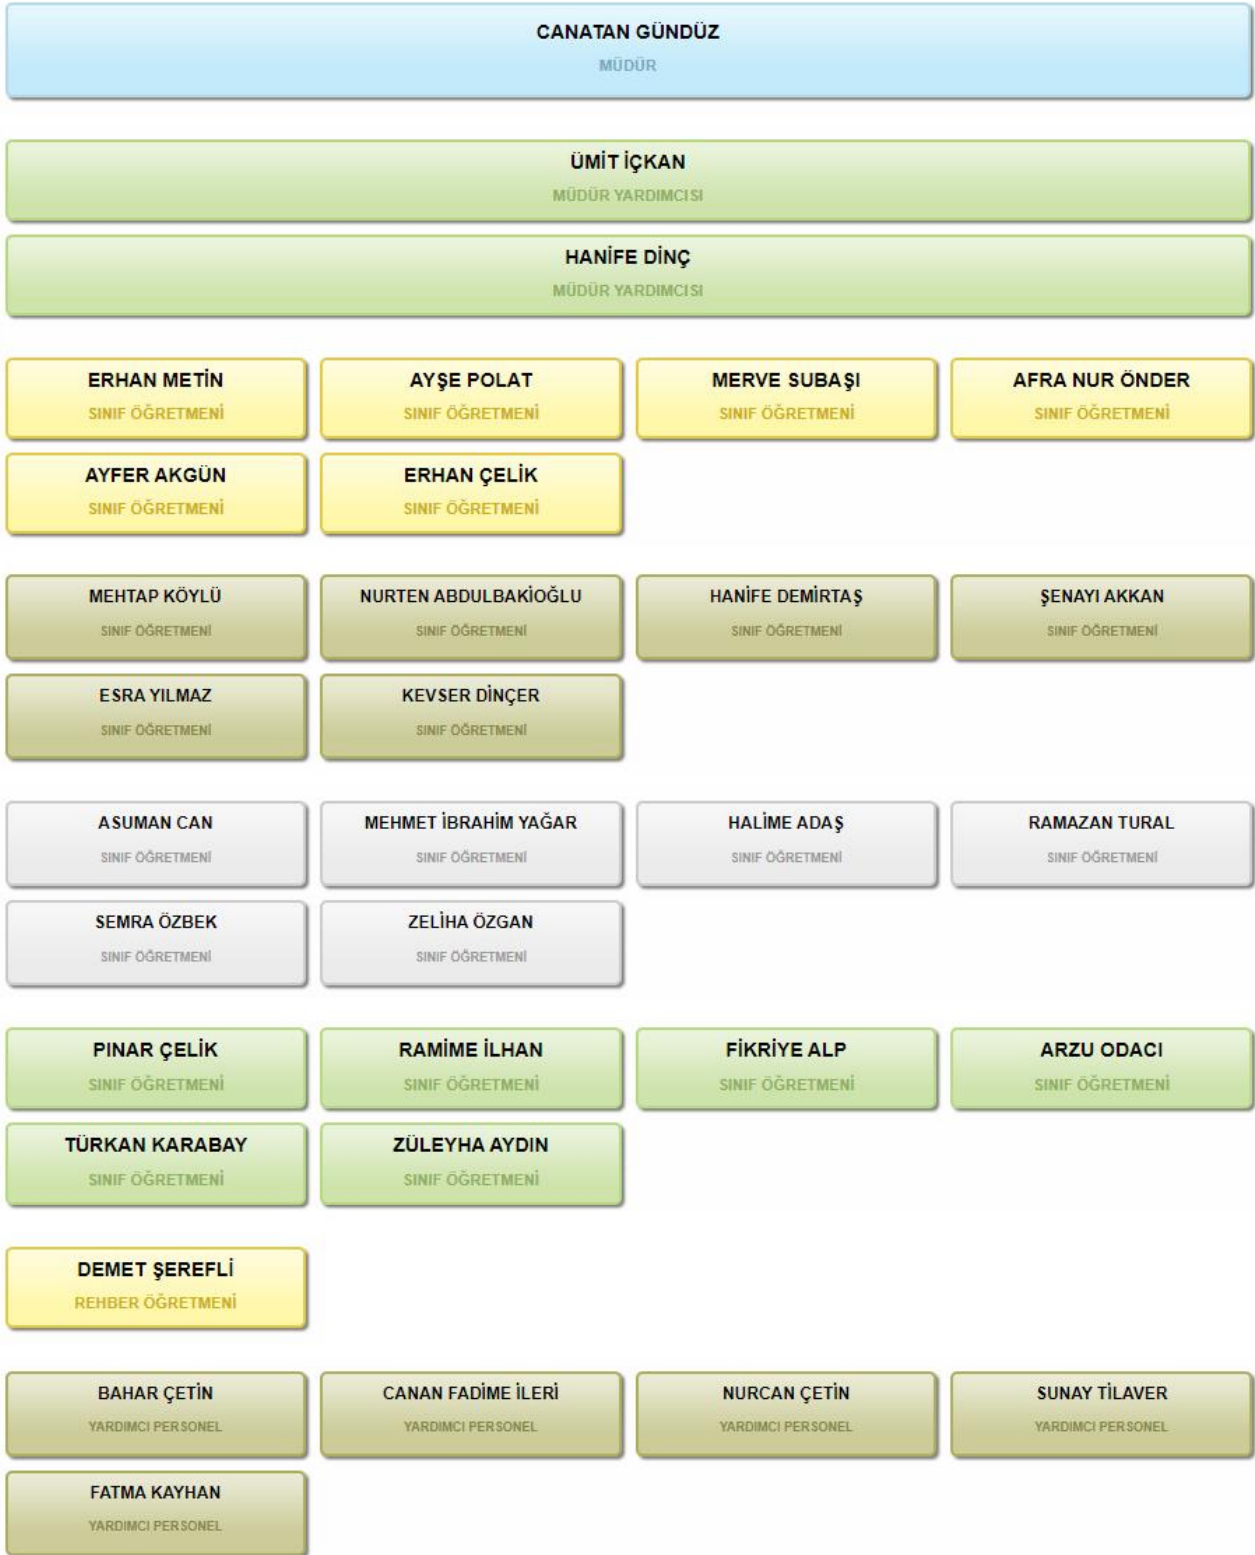 CANATAN GÜNDÜZ
MÜDÜR
ÜMİT İÇKAN
MÜDÜR YARDIMCISI
HANİFE DİNÇ
MÜDÜR YARDIMCISI
ERHAN METİN
SINIF ÖĞRETMENİ
AYŞE POLAT
SINIF ÖĞRETMENİ
MERVE SUBAŞI
SINIF ÖĞRETMENİ
AFRA NUR ÖNDER
SINIF ÖĞRETMENİ
AYFER AKGÜN
SINIF ÖĞRETMENİ
ERHAN ÇELİK
SINIF ÖĞRETMENİ
MEHTAP KÖYLÜ
SINIF ÖĞRETMENİ
NURTEN ABDULBAKİOĞLU
SINIF ÖĞRETMENİ
HANİFE DEMİRTAŞ
SINIF ÖĞRETMENİ
ŞENAYI AKKAN
SINIF ÖĞRETMENİ
ESRA YILMAZ
SINIF ÖĞRETMENİ
KEVSER DİNÇER
SINIF ÖĞRETMENİ
ASUMAN CAN
SINIF ÖĞRETMENİ
MEHMET İBRAHİM YAĞAR
SINIF ÖĞRETMENİ
HALİME ADAŞ
SINIF ÖĞRETMENİ
RAMAZAN TURAL
SINIF ÖĞRETMENİ
SEMRA ÖZBEK
SINIF ÖĞRETMENİ
ZELİHA ÖZGAN
SINIF ÖĞRETMENİ
PINAR ÇELİK
SINIF ÖĞRETMENİ
RAMİME İLHAN
SINIF ÖĞRETMENİ
FİKRİYE ALP
SINIF ÖĞRETMENİ
ARZU ODACI
SINIF ÖĞRETMENİ
TÜRKAN KARABAY
SINIF ÖĞRETMENİ
ZÜLEYHA AYDIN
SINIF ÖĞRETMENİ
DEMET ŞEREFLİ
REHBER ÖĞRETMENİ
BAHAR ÇETİN
YARDIMCI PERSONEL
CANAN FADİME İLERİ
YARDIMCI PERSONEL
NURCAN ÇETİN
YARDIMCI PERSONEL
SUNAY TİLAVER
YARDIMCI PERSONEL
FATMA KAYHAN
YARDIMCI PERSONEL